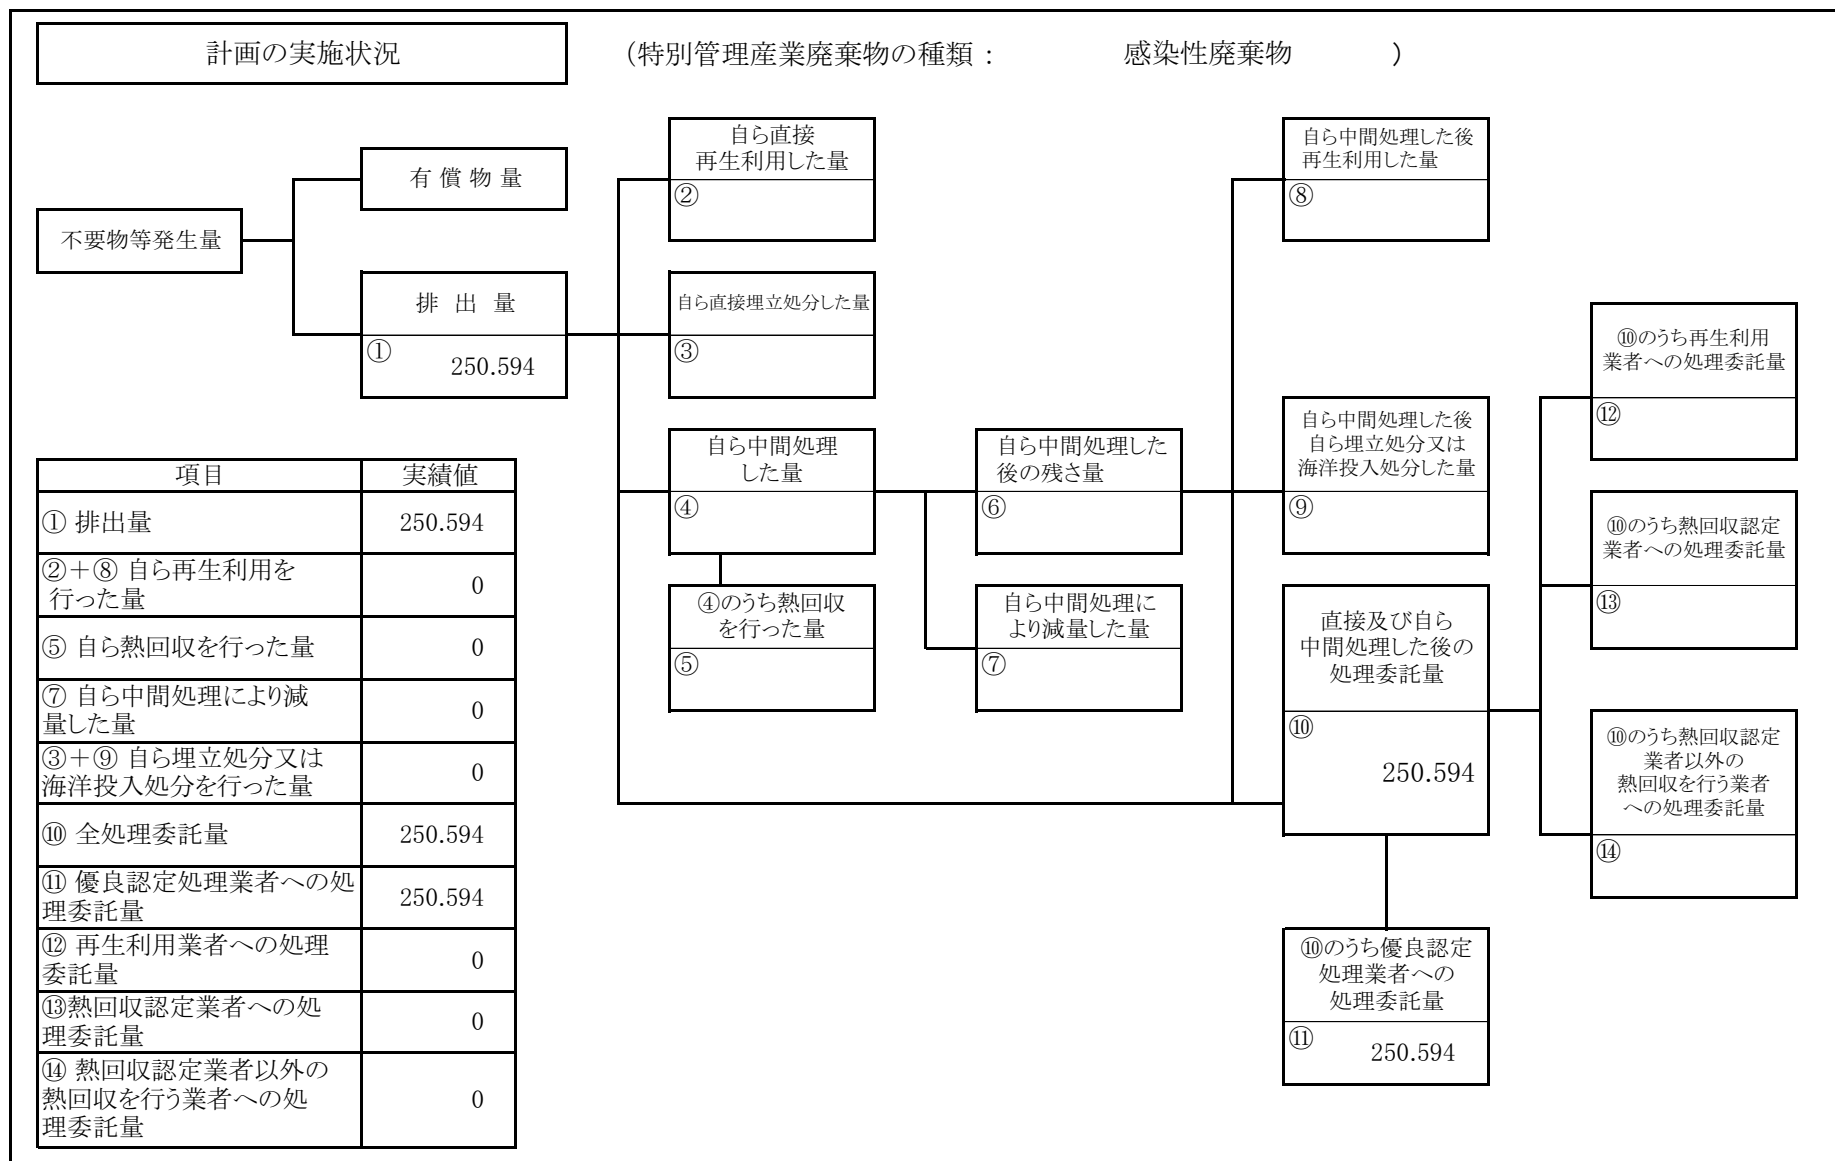 計画の実施状況
（特別管理産業廃棄物の種類： 感染性廃棄物 ）
不要物等発生量
有 償 物 量
排 出 量
①
250.594
自ら直接
再生利用した量
②
自ら直接埋立処分した量
③
自ら中間処理
した量
④
④のうち熱回収
を行った量
⑤
自ら中間処理した
後の残さ量
⑥
自ら中間処理に
より減量した量
⑦
自ら中間処理した後
再生利用した量
⑧
自ら中間処理した後
自ら埋立処分又は
海洋投入処分した量
⑨
直接及び自ら
中間処理した後の
処理委託量
⑩
250.594
⑩のうち優良認定
処理業者への
処理委託量
⑪
250.594
⑩のうち再生利用
業者への処理委託量
⑫
⑩のうち熱回収認定
業者への処理委託量
⑬
⑩のうち熱回収認定
業者以外の
熱回収を行う業者
への処理委託量
⑭
項目 実績値
① 排出量 250.594
②＋⑧ 自ら再生利用を
行った量 0
⑤ 自ら熱回収を行った量 0
⑦ 自ら中間処理により減
量した量 0
③＋⑨ 自ら埋立処分又は
海洋投入処分を行った量 0
⑩ 全処理委託量 250.594
⑪ 優良認定処理業者への処
理委託量 250.594
⑫ 再生利用業者への処理
委託量 0
⑬熱回収認定業者への処
理委託量 0
⑭ 熱回収認定業者以外の
熱回収を行う業者への処
理委託量 0